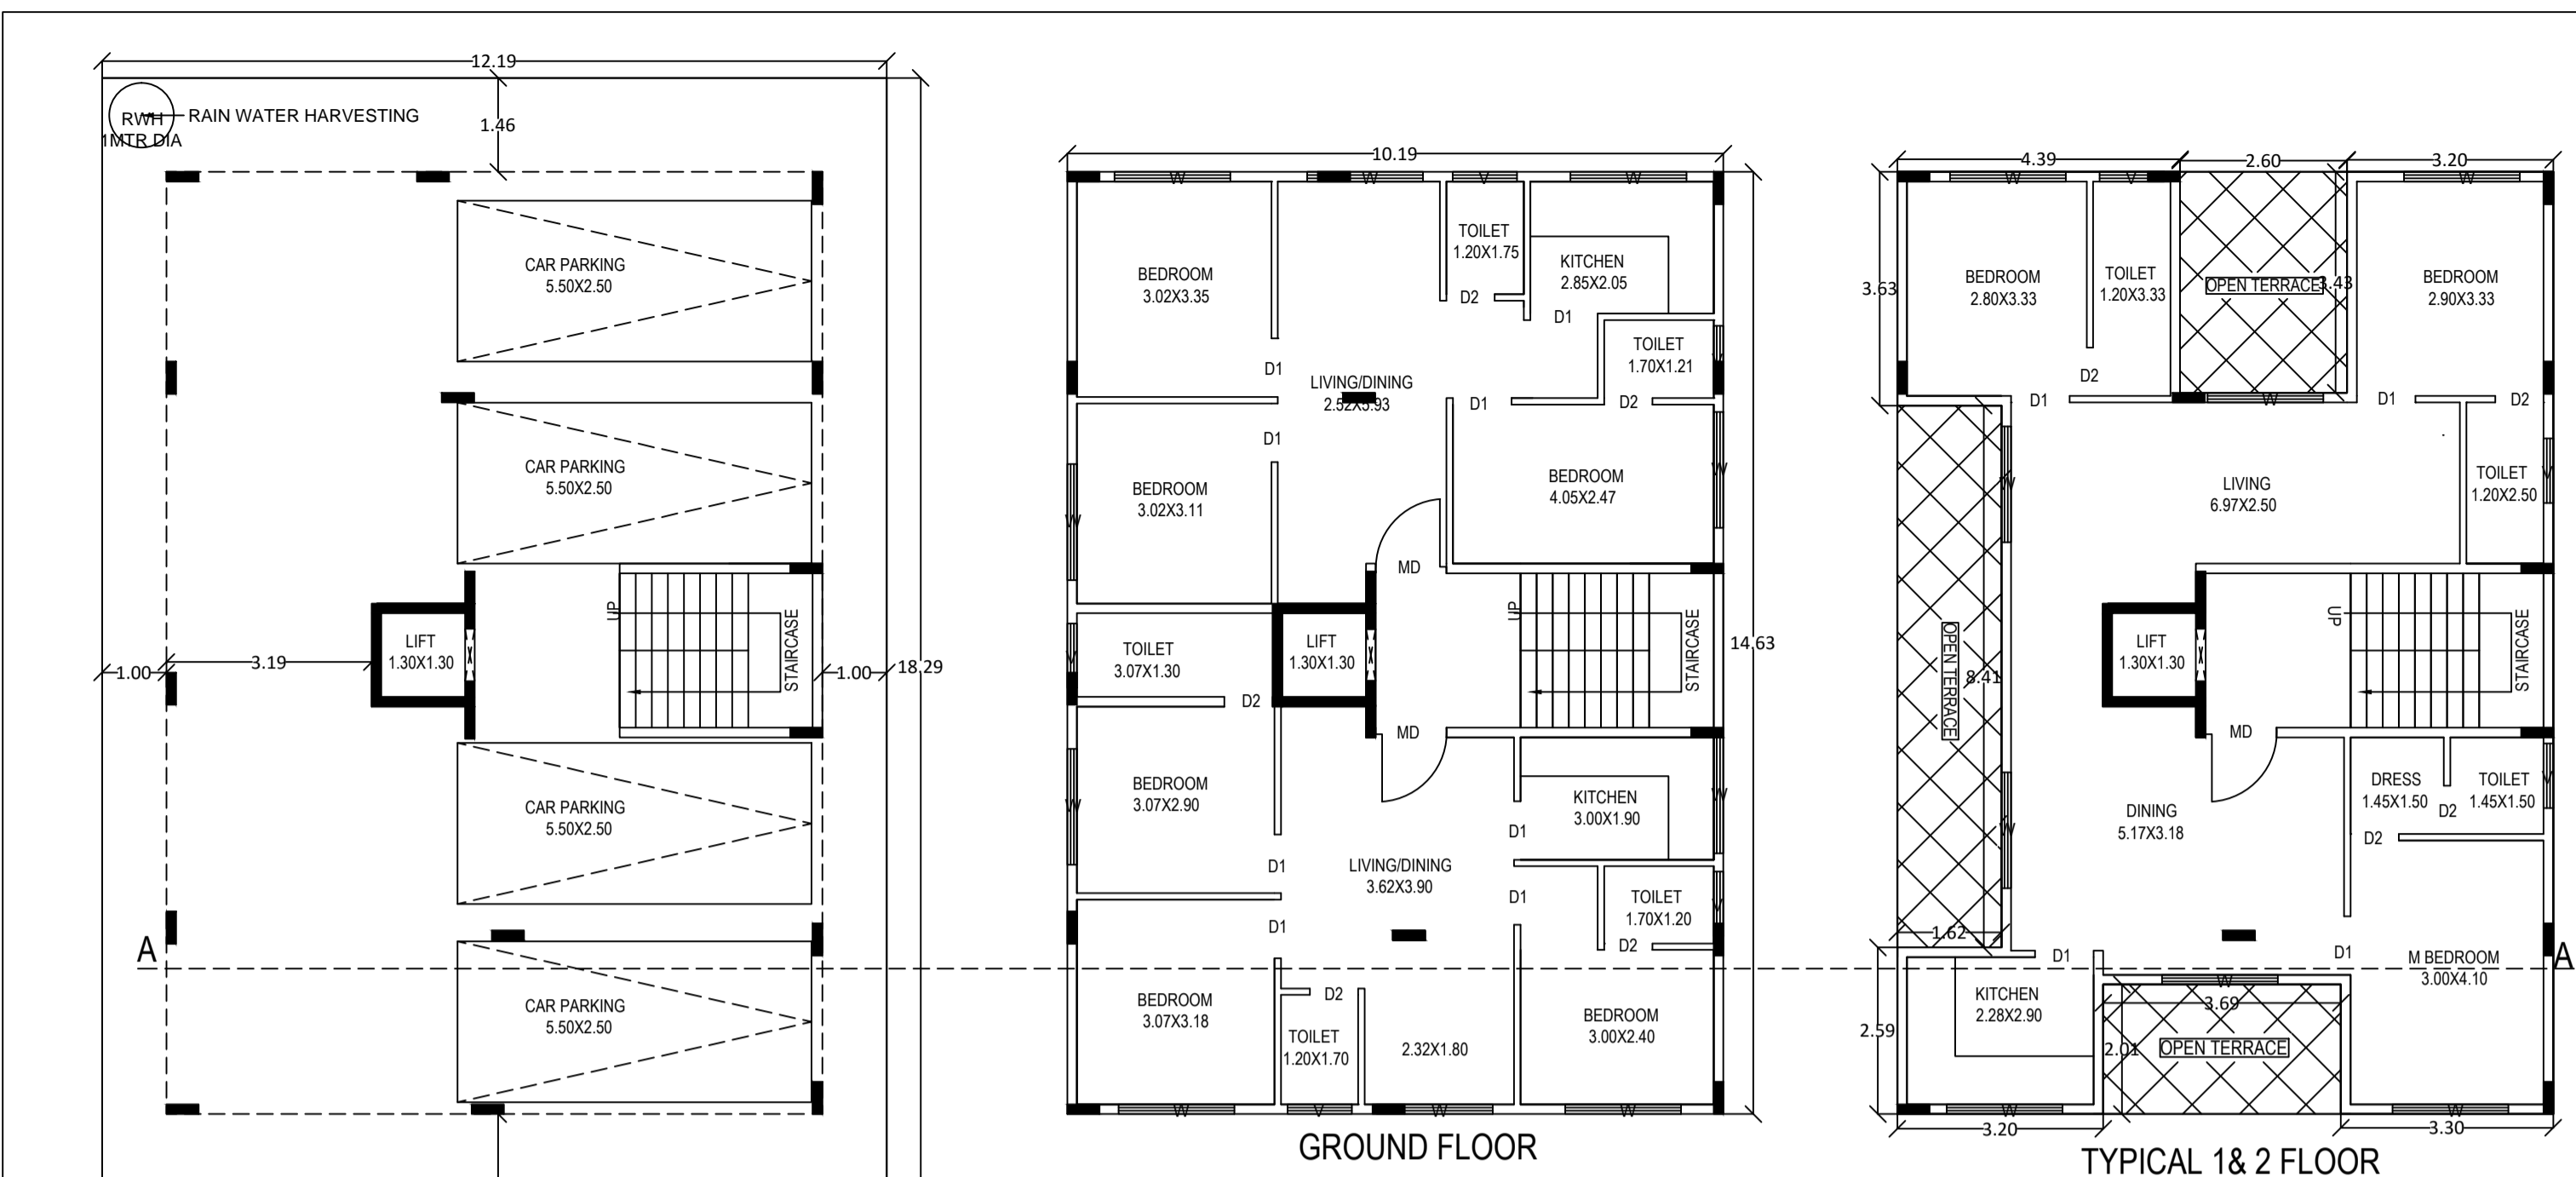 12.19
RWH
1MTR DIA
RAIN WATER HARVESTING
1.46
CAR PARKING
5.50X2.50
CAR PARKING
5.50X2.50
UP
STAIRCASE
LIFT
1.30X1.30
3.19
1.00
1.00
18.29
CAR PARKING
5.50X2.50
A
CAR PARKING
5.50X2.50
10.19
W
W
V
W
BEDROOM
3.02X3.35
TOILET
1.20X1.75
KITCHEN
2.85X2.05
D2
D1
TOILET
1.70X1.21
V
D1
LIVING/DINING
2.52X5.93
D1
D2
D1
BEDROOM
3.02X3.11
W
BEDROOM
4.05X2.47
W
MD
UP
STAIRCASE
LIFT
1.30X1.30
TOILET
3.07X1.30
V
14.63
D2
MD
BEDROOM
3.07X2.90
W
KITCHEN
3.00X1.90
W
D1
LIVING/DINING
3.62X3.90
D1
D1
D1
TOILET
1.70X1.20
V
D2
BEDROOM
3.07X3.18
D2
TOILET
1.20X1.70
2.32X1.80
BEDROOM
3.00X2.40
W
V
W
W
GROUND FLOOR
4.39
2.60
3.20
W
V
W
3.63
BEDROOM
2.80X3.33
TOILET
1.20X3.33
OPEN TERRACE
3.43
BEDROOM
2.90X3.33
D2
D1
W
D1
D2
W
LIVING
6.97X2.50
TOILET
1.20X2.50
V
OPEN TERRACE
8.41
LIFT
1.30X1.30
UP
STAIRCASE
MD
W
DINING
5.17X3.18
DRESS
1.45X1.50
TOILET
1.45X1.50
V
D2
D2
1.62
D1
D1
M BEDROOM
3.00X4.10
A
W
KITCHEN
2.28X2.90
3.69
2.59
2.01
OPEN TERRACE
W
W
3.20
3.30
TYPICAL 1& 2 FLOOR